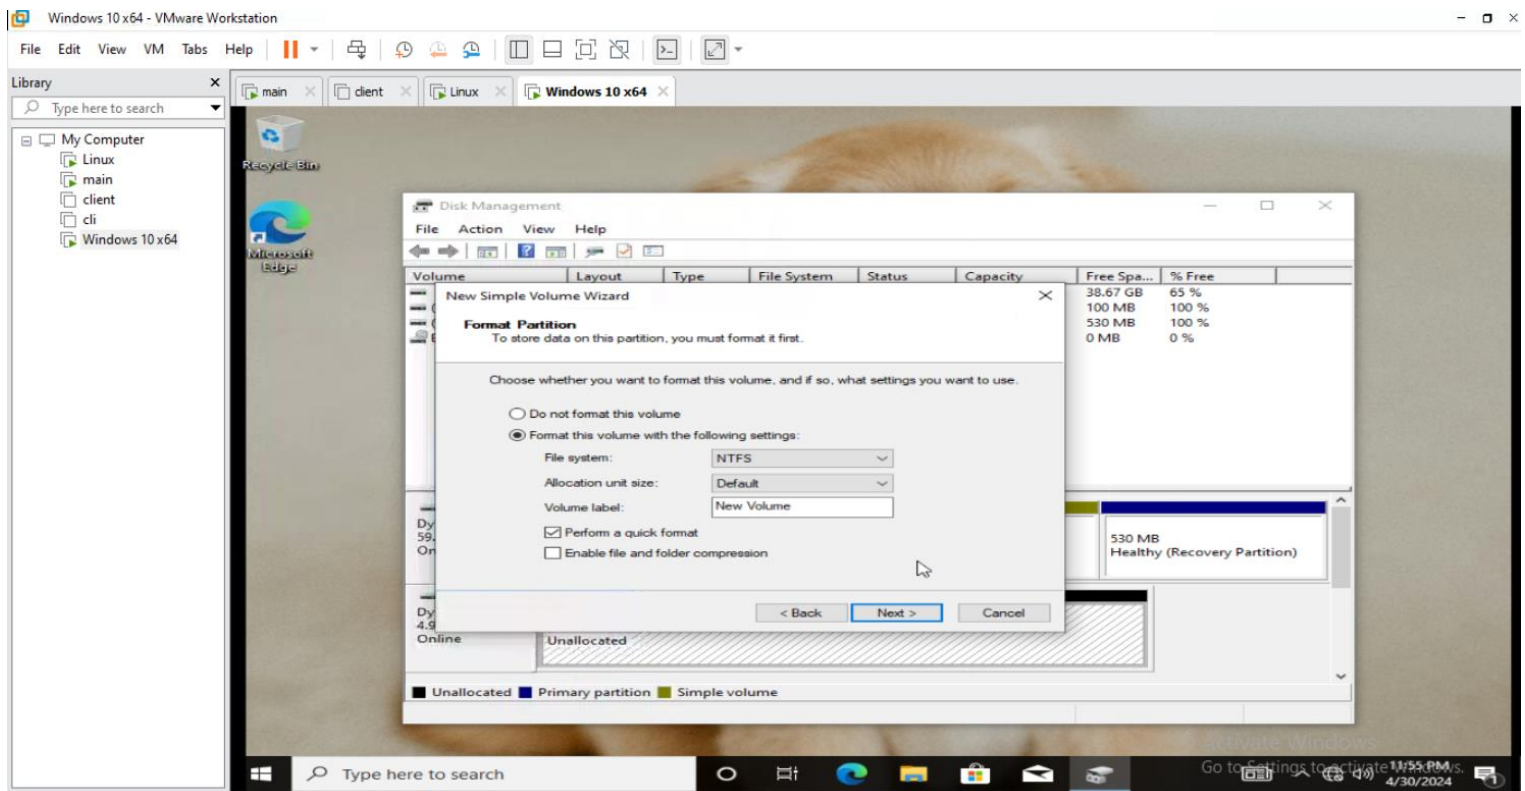 Windows 10 x64 - VMware Workstation
File Edit View VM Tabs Help
Library
Type here to search
My Computer
Linux
main
client
cli
Windows 10 x64
main client Linux Windows 10 x64
Recycle Bin
Microsoft
Edge
Disk Management
File Action View Help
Volume Layout Type File System Status Capacity Free Spa... % Free
38.67 GB 65 %
100 MB 100 %
530 MB 100 %
0 MB 0 %
New Simple Volume Wizard
Format Partition
To store data on this partition, you must format it first.
Choose whether you want to format this volume, and if so, what settings you want to use.
Do not format this volume
Format this volume with the following settings:
File system: NTFS
Allocation unit size: Default
Volume label: New Volume
Perform a quick format
Enable file and folder compression
< Back Next > Cancel
Dy
59.
On
530 MB
Healthy (Recovery Partition)
Dy
4.9
Online
Unallocated
Unallocated Primary partition Simple volume
Activate Windows
Go to Settings to activate Windows.
Type here to search
11:55 PM
4/30/2024